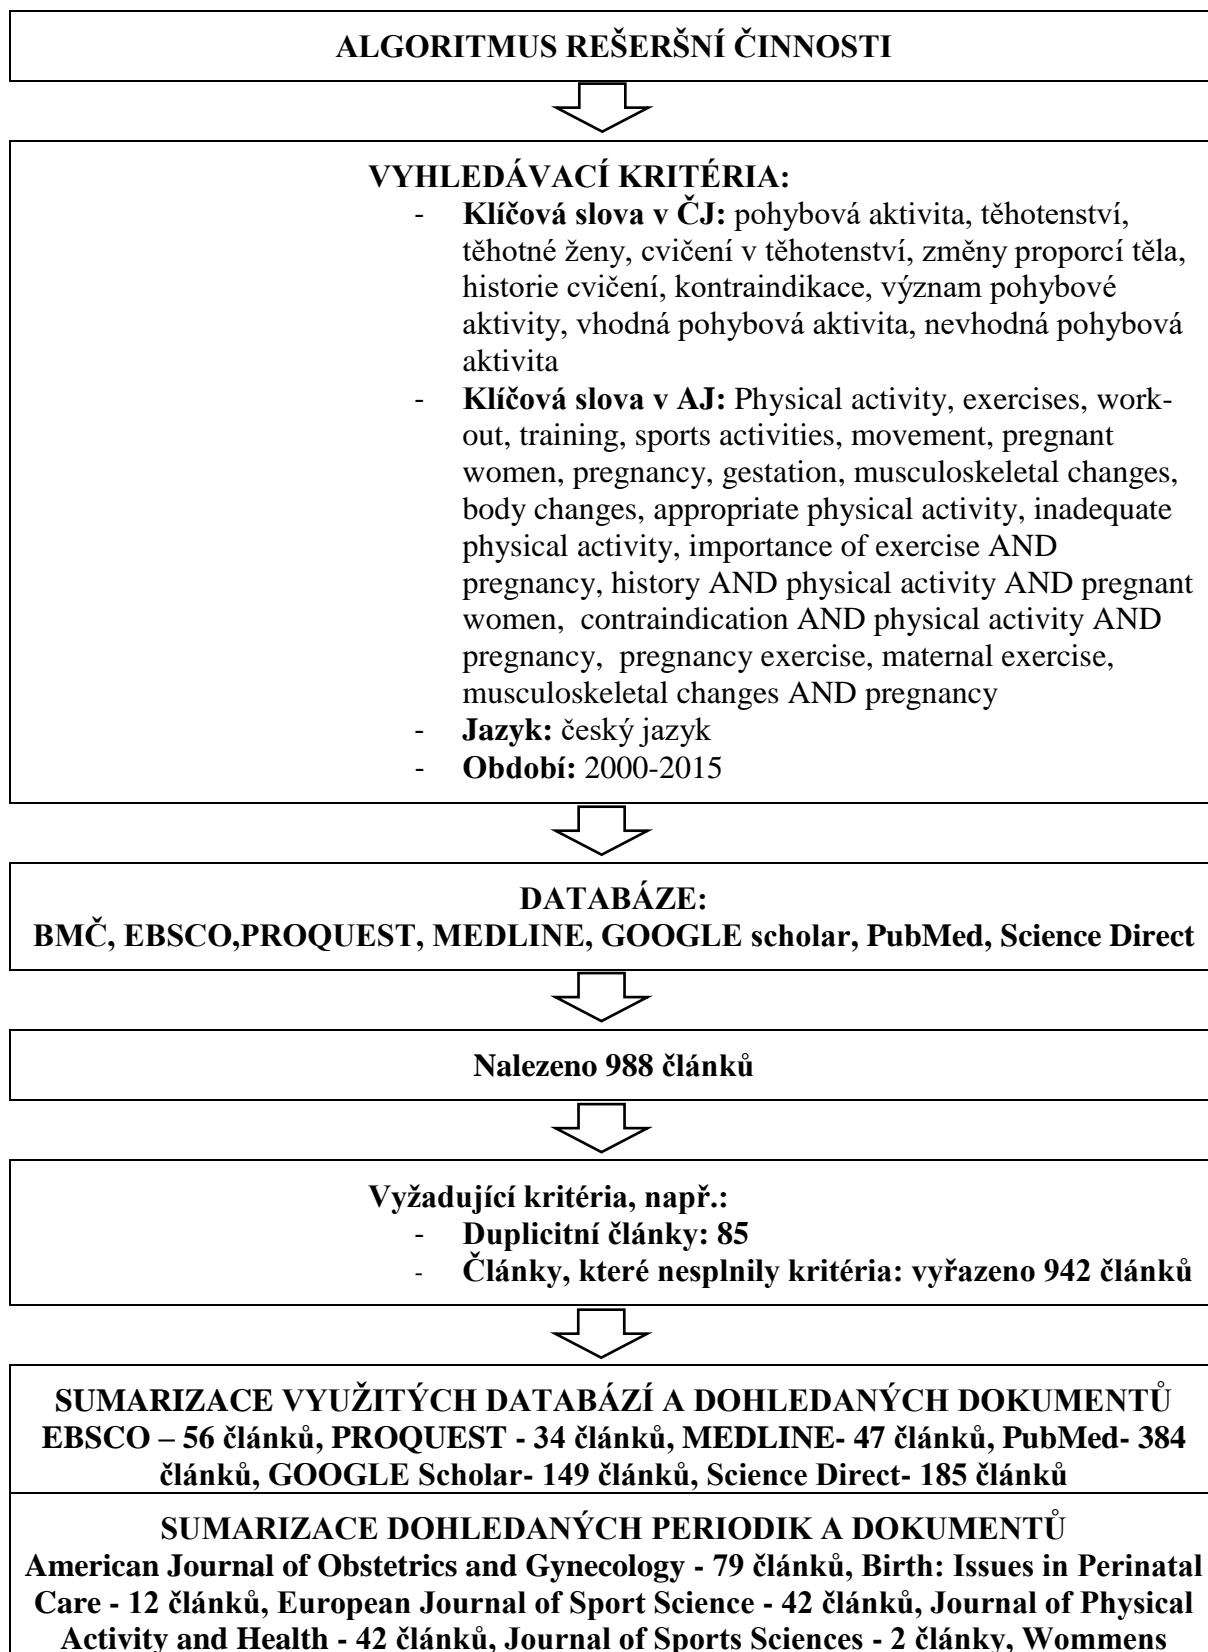 ALGORITMUS REŠERŠNÍ ČINNOSTI
VYHLEDÁVACÍ KRITÉRIA:
- Klíčová slova v ČJ: pohybová aktivita, těhotenství,
těhotné ženy, cvičení v těhotenství, změny proporcí těla,
historie cvičení, kontraindikace, význam pohybové
aktivity, vhodná pohybová aktivita, nevhodná pohybová
aktivita
- Klíčová slova v AJ: Physical activity, exercises, work-
out, training, sports activities, movement, pregnant
women, pregnancy, gestation, musculoskeletal changes,
body changes, appropriate physical activity, inadequate
physical activity, importance of exercise AND
pregnancy, history AND physical activity AND pregnant
women, contraindication AND physical activity AND
pregnancy, pregnancy exercise, maternal exercise,
musculoskeletal changes AND pregnancy
- Jazyk: český jazyk
- Období: 2000-2015
DATABÁZE:
BMČ, EBSCO,PROQUEST, MEDLINE, GOOGLE scholar, PubMed, Science Direct
Nalezeno 988 článků
Vyžadující kritéria, např.:
- Duplicitní články: 85
- Články, které nesplnily kritéria: vyřazeno 942 článků
SUMARIZACE VYUŽITÝCH DATABÁZÍ A DOHLEDANÝCH DOKUMENTŮ
EBSCO – 56 článků, PROQUEST - 34 článků, MEDLINE- 47 článků, PubMed- 384
článků, GOOGLE Scholar- 149 článků, Science Direct- 185 článků
SUMARIZACE DOHLEDANÝCH PERIODIK A DOKUMENTŮ
American Journal of Obstetrics and Gynecology - 79 článků, Birth: Issues in Perinatal
Care - 12 článků, European Journal of Sport Science - 42 článků, Journal of Physical
Activity and Health - 42 článků, Journal of Sports Sciences - 2 články, Wommens